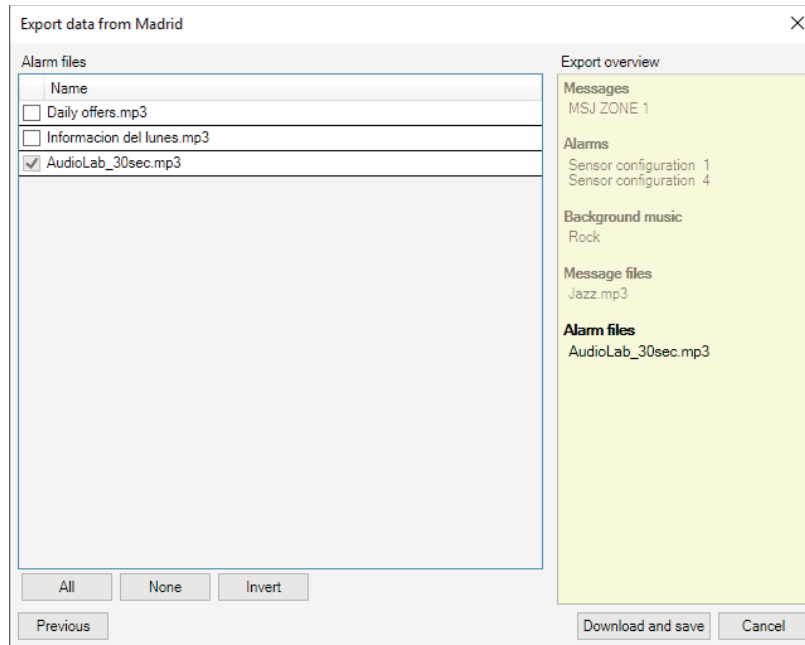 Export data from Madrid
Alarm files
Name
Daily offers.mp3
Informacion del lunes.mp3
AudioLab_30sec.mp3
All
None
Invert
Previous
Export overview
Messages
MSJ ZONE 1
Alarms
Sensor configuration 1
Sensor configuration 4
Background music
Rock
Message files
Jazz.mp3
Alarm files
AudioLab_30sec.mp3
Download and save
Cancel